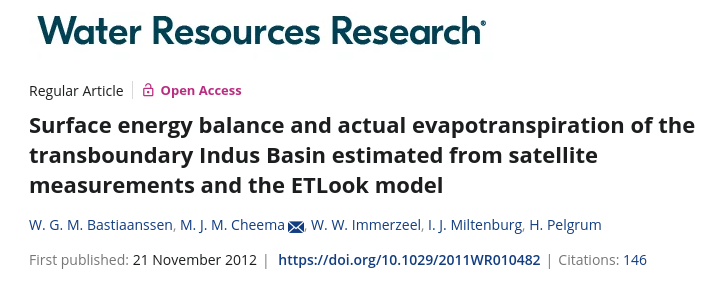 Water Resources Research®
Regular Article | Open Access
Surface energy balance and actual evapotranspiration of the
transboundary Indus Basin estimated from satellite
measurements and the ETLook model
W. G. M. Bastiaanssen, M. J. M. Cheema, W. W. Immerzeel, I. J. Miltenburg, H. Pelgrum
First published: 21 November 2012 | https://doi.org/10.1029/2011WR010482 | Citations: 146